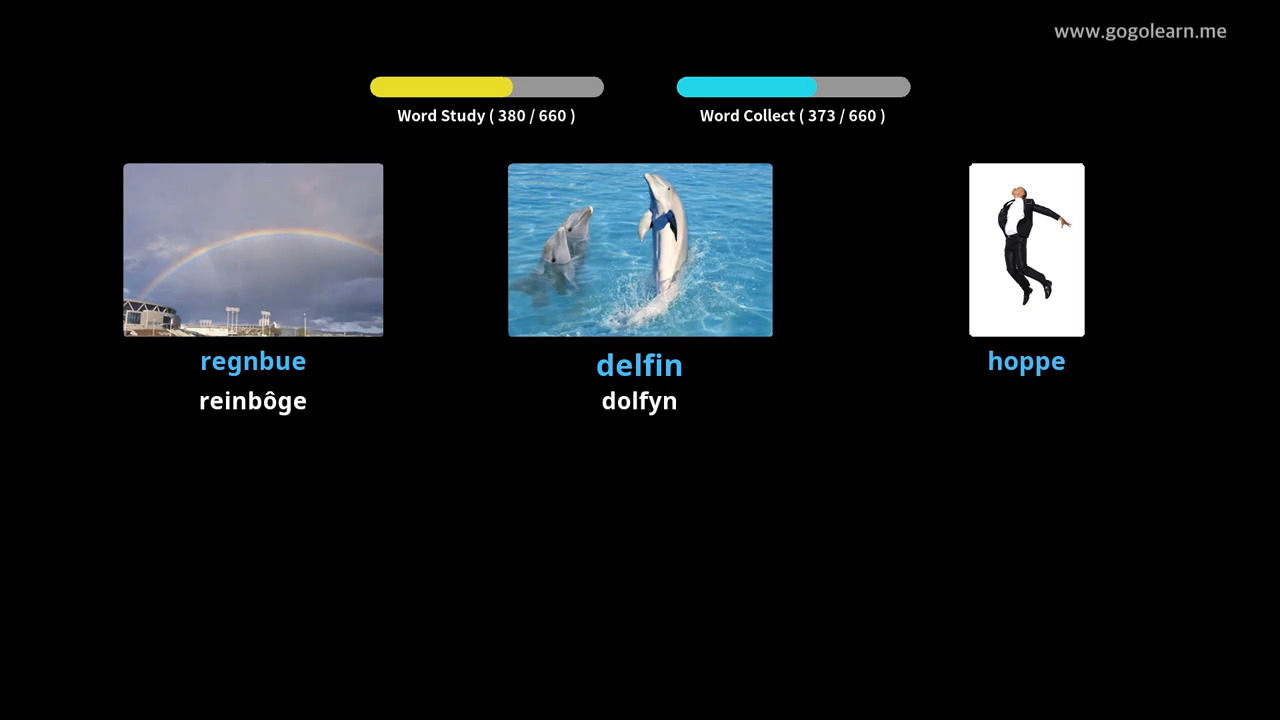 www.gogolearn.me
Word Study ( 380 / 660 )
Word Collect ( 373 / 660 )
regnbue
delfin
hoppe
reinbôge
dolfyn